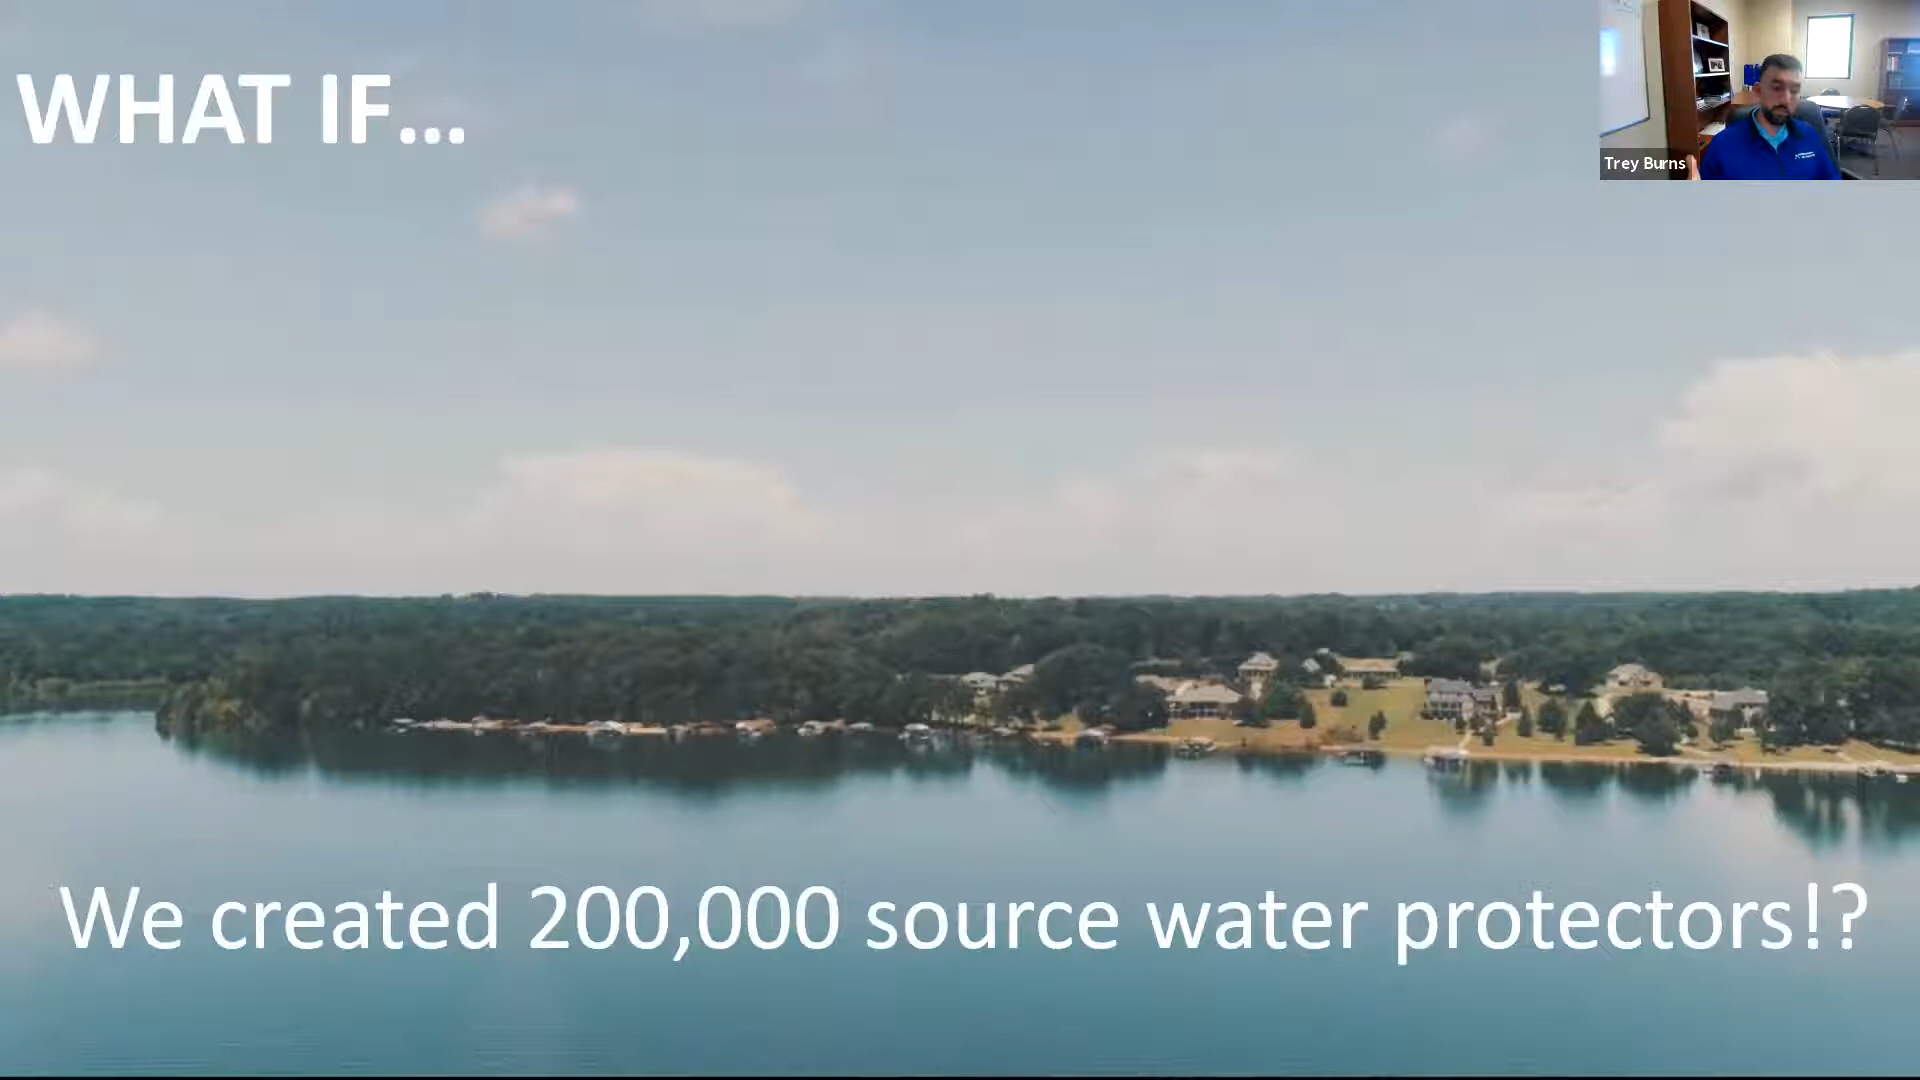 WHAT IF...
Trey Burns
We created 200,000 source water protectors!?